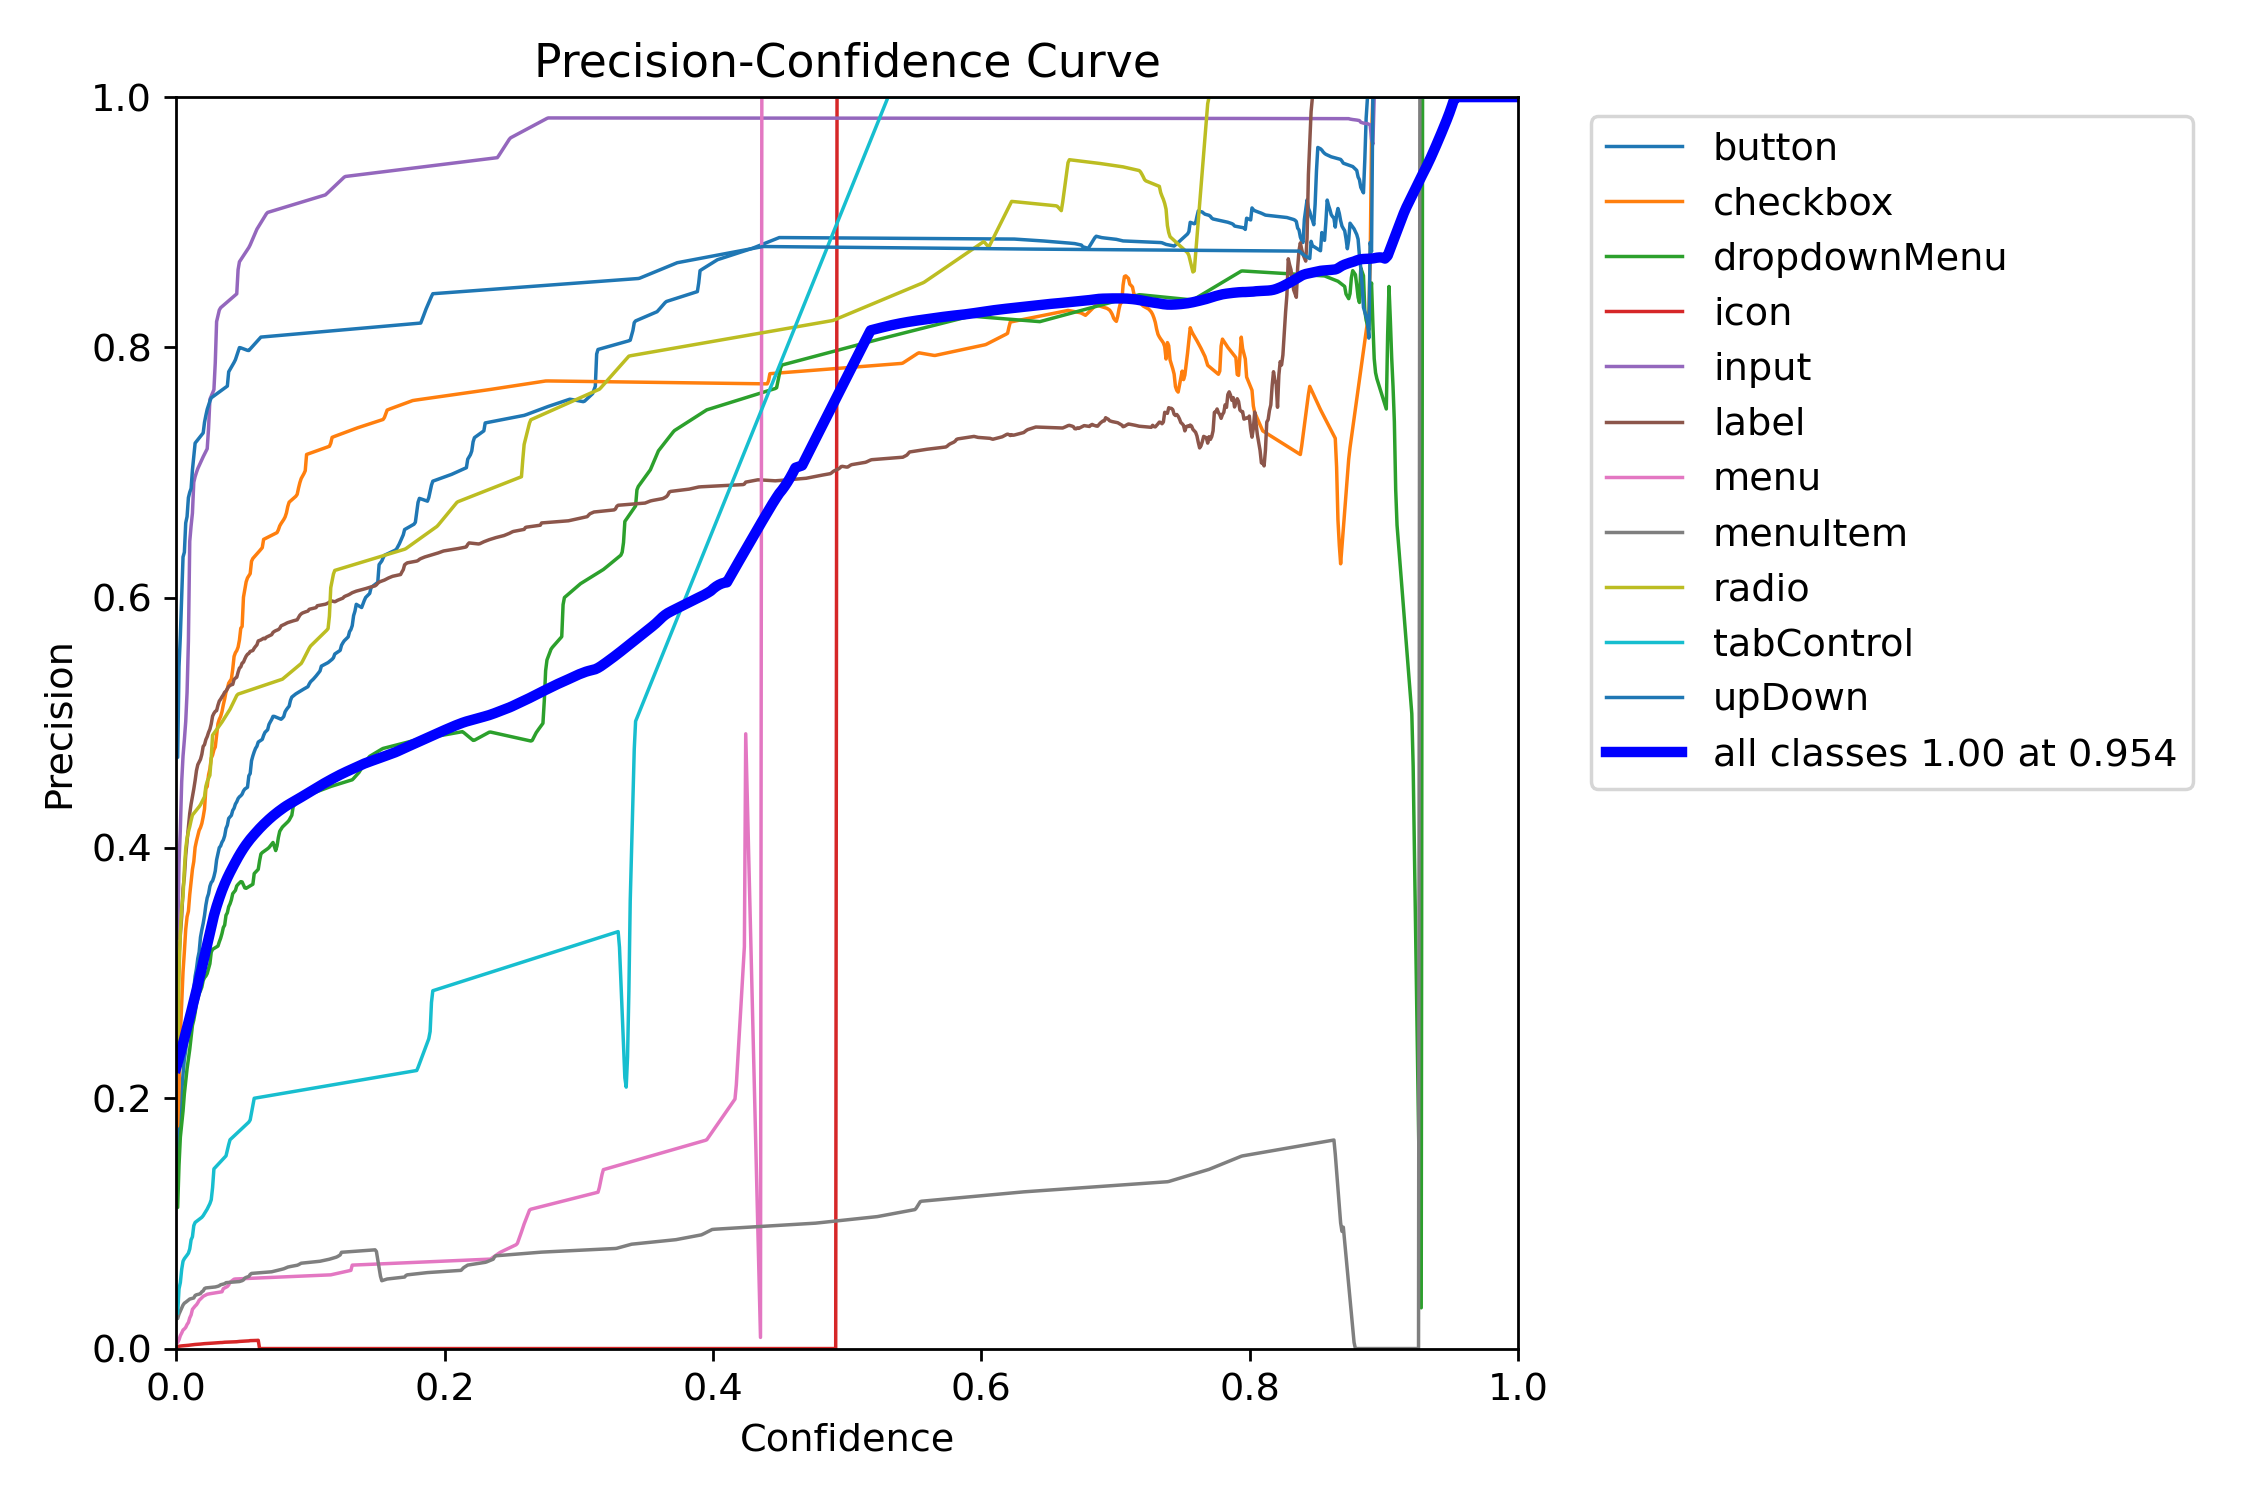 Precision-Confidence Curve
1.0
0.8
0.6
0.4
0.2
0.0
Precision
0.0 0.2 0.4 0.6 0.8 1.0
Confidence
button
checkbox
dropdownMenu
icon
input
label
menu
menuItem
radio
tabControl
upDown
all classes 1.00 at 0.954